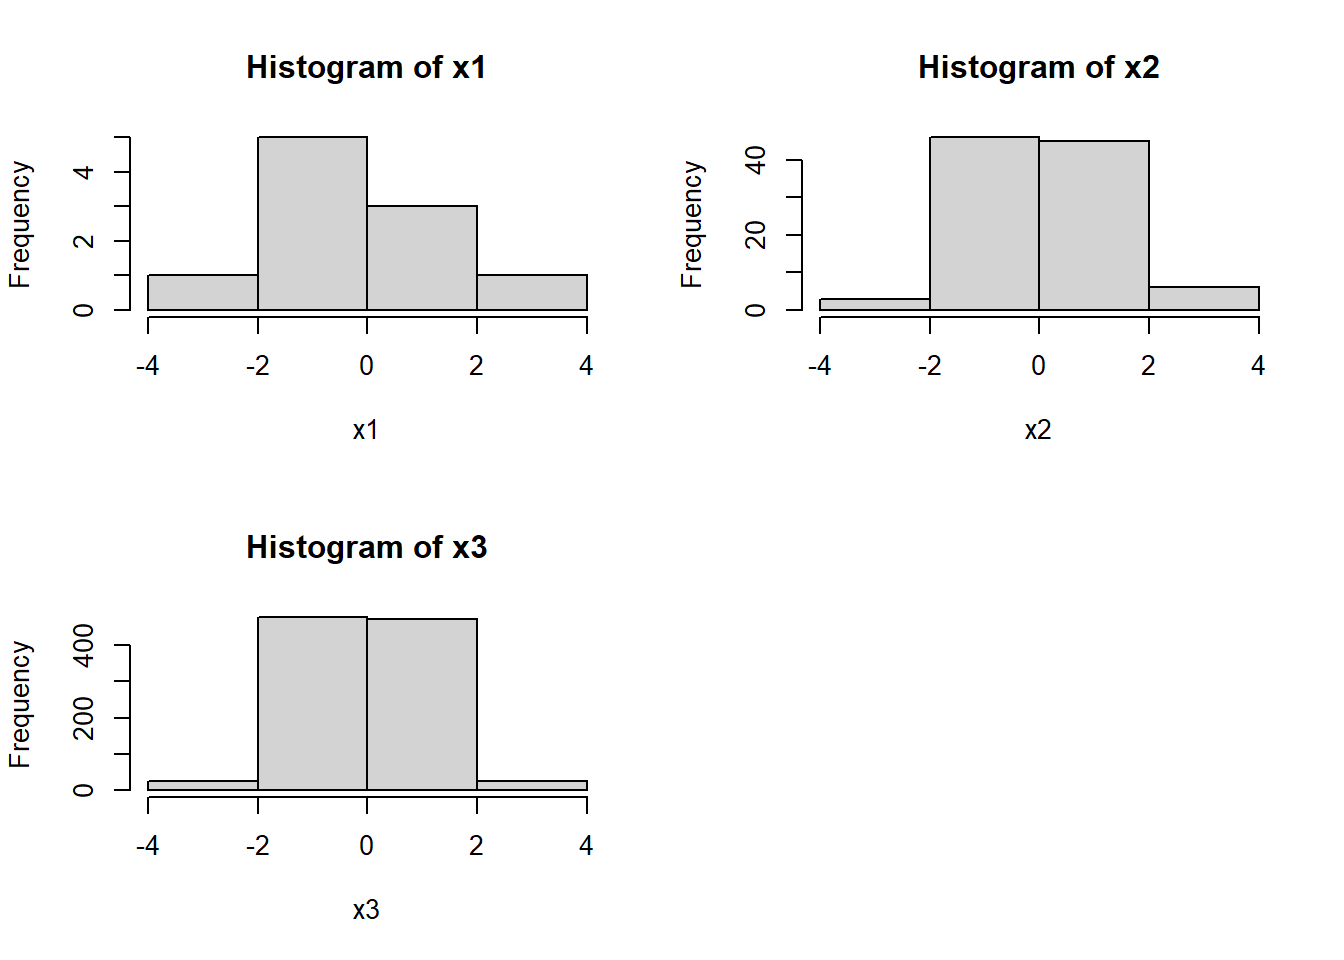 Histogram of x1
Frequency
0 2 4
-4 -2 0 2 4
x1
Histogram of x2
Frequency
0 20 40
-4 -2 0 2 4
x2
Histogram of x3
Frequency
0 200 400
-4 -2 0 2 4
x3